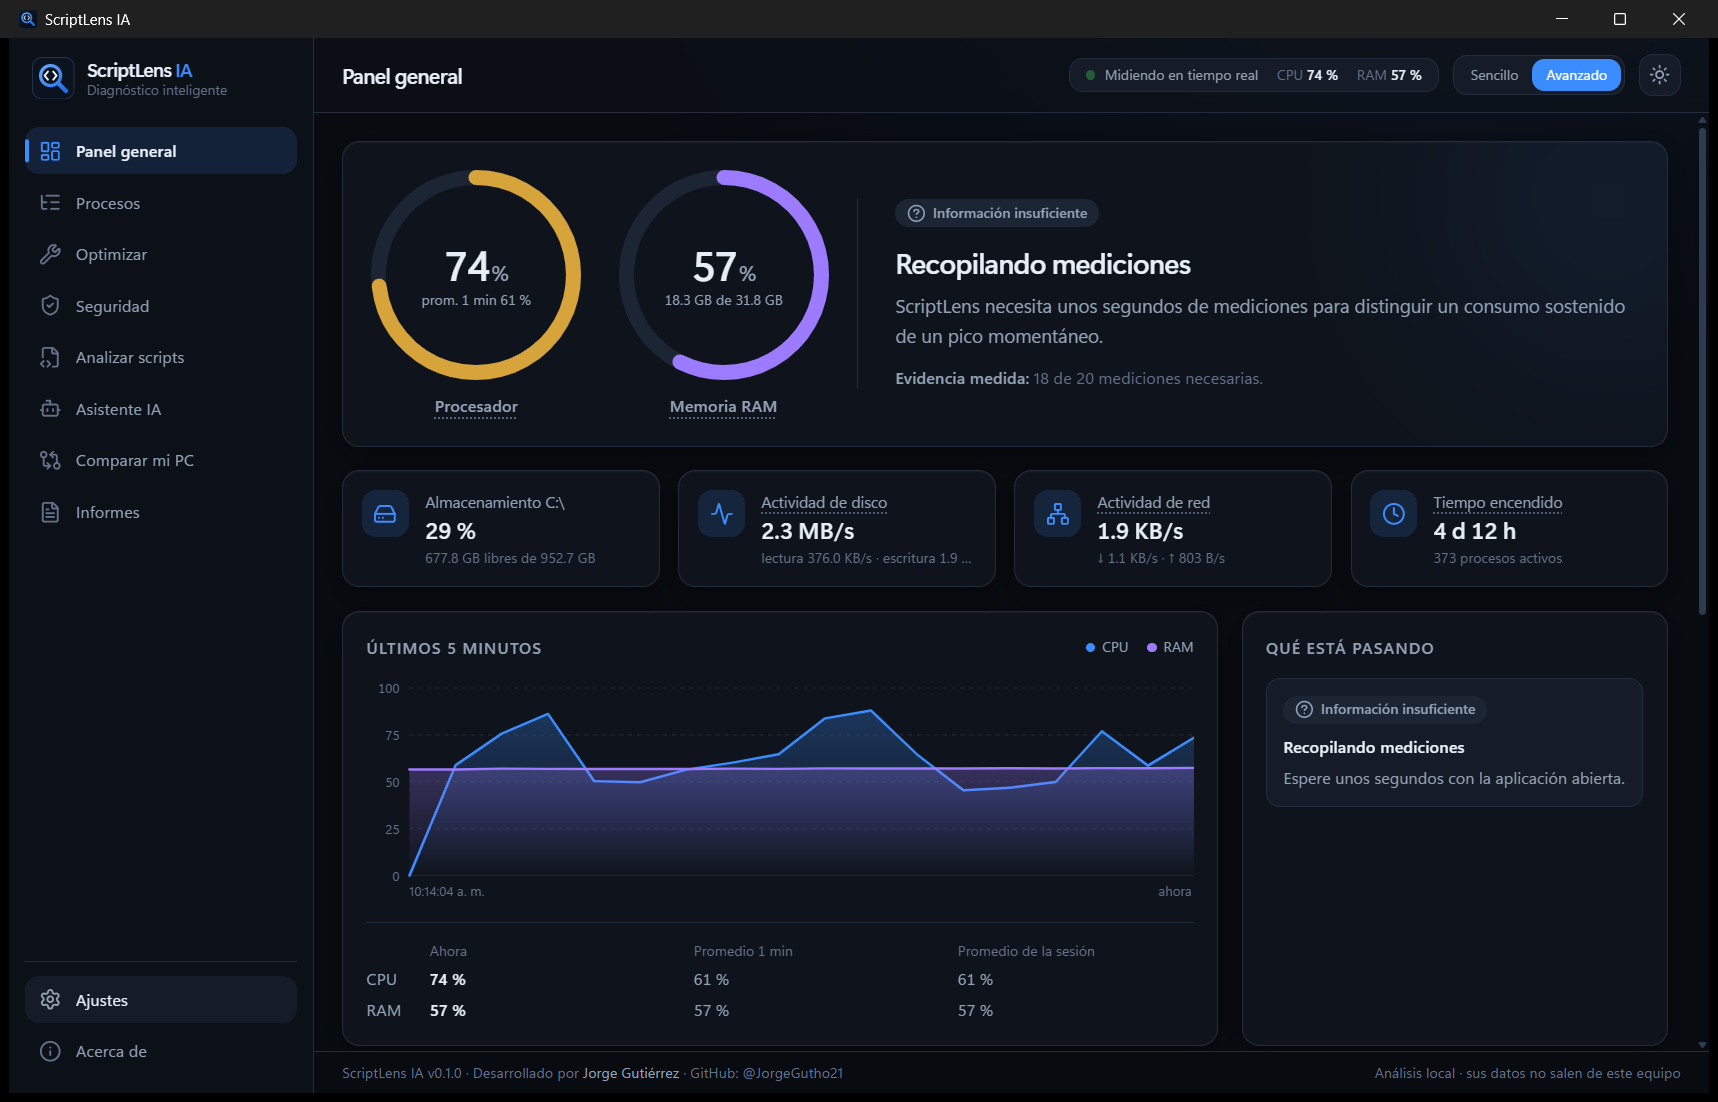 ScriptLens IA
ScriptLens IA
Diagnóstico inteligente
Panel general
Procesos
Optimizar
Seguridad
Analizar scripts
Asistente IA
Comparar mi PC
Informes
Ajustes
Acerca de
Panel general
Midiendo en tiempo real CPU 74 % RAM 57 %
Sencillo Avanzado
74%
prom. 1 min 61 %
Procesador
57%
18.3 GB de 31.8 GB
Memoria RAM
Información insuficiente
Recopilando mediciones
ScriptLens necesita unos segundos de mediciones para distinguir un consumo sostenido
de un pico momentáneo.
Evidencia medida: 18 de 20 mediciones necesarias.
Almacenamiento C:\
29 %
677.8 GB libres de 952.7 GB
Actividad de disco
2.3 MB/s
lectura 376.0 KB/s · escritura 1.9 ...
Actividad de red
1.9 KB/s
↓ 1.1 KB/s · ↑ 803 B/s
Tiempo encendido
4 d 12 h
373 procesos activos
ÚLTIMOS 5 MINUTOS
CPU RAM
100
75
50
25
0
10:14:04 a. m. ahora
Ahora Promedio 1 min Promedio de la sesión
CPU 74 % 61 % 61 %
RAM 57 % 57 % 57 %
QUÉ ESTÁ PASANDO
Información insuficiente
Recopilando mediciones
Espere unos segundos con la aplicación abierta.
ScriptLens IA v0.1.0 · Desarrollado por Jorge Gutiérrez · GitHub: @JorgeGutho21
Análisis local · sus datos no salen de este equipo